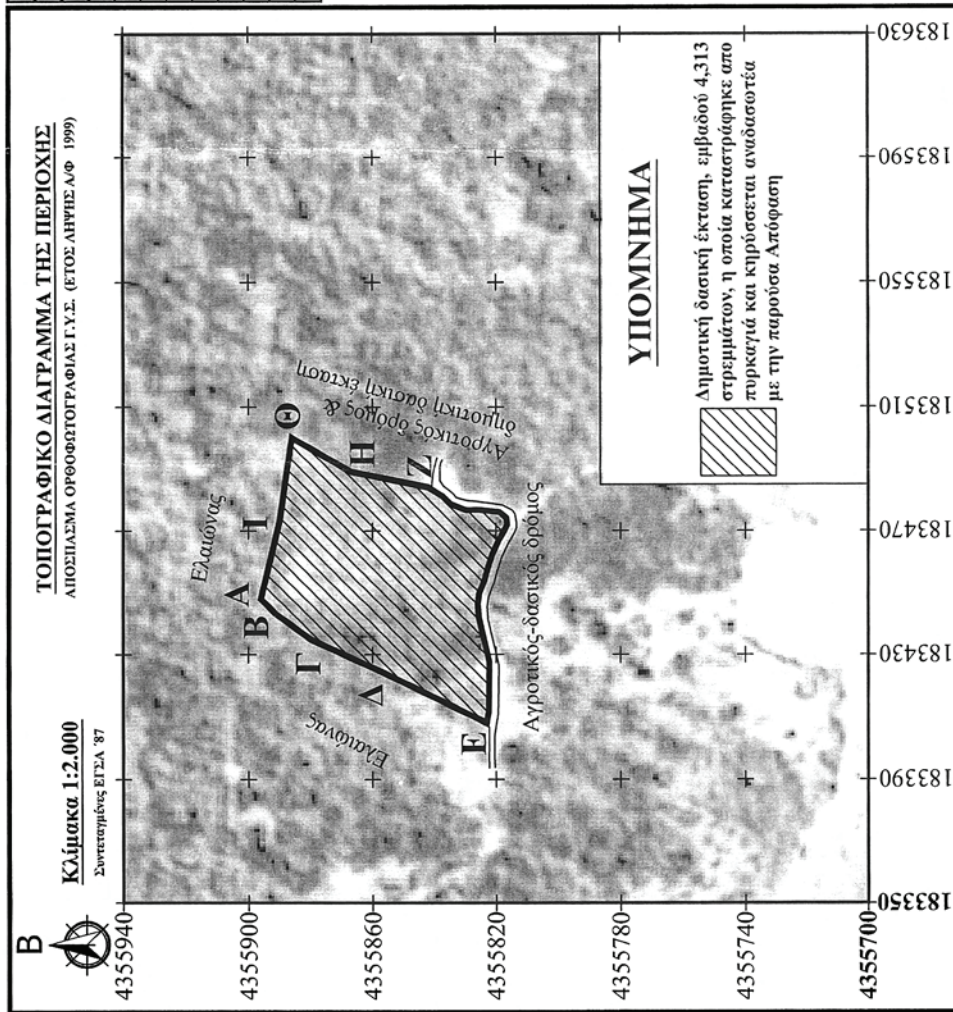 ΤΟΠΟΓΡΑΦΙΚΟ ΔΙΑΓΡΑΜΜΑ ΤΗΣ ΠΕΡΙΟΧΗΣ
ΑΠΟΣΠΑΣΜΑ ΟΡΘΟΦΩΤΟΓΡΑΦΙΑΣ Γ.Υ.Σ. (ΕΤΟΣ ΛΗΨΗΣ Α/Φ 1999)
Κλίμακα 1:2.000
Συντεταγμένες ΕΓΣΑ '87
Β
4355940
4355900
4355860
4355820
4355780
4355740
4355700
183350
183390
183430
183470
183510
183550
183590
183630
Ελαιώνας
Ελαιώνας
Α
Β
Γ
Δ
Ε
Ζ
Η
Θ
Ι
Αγροτικός δρόμος &
δημοτική δασική έκταση
Αγροτικός-δασικός δρόμος
ΥΠΟΜΝΗΜΑ
Δημοτική δασική έκταση, εμβαδού 4,313
στρεμμάτων, η οποία καταστράφηκε απο
πυρκαγιά και κηρύσσεται αναδασωτέα
με την παρούσα Απόφαση